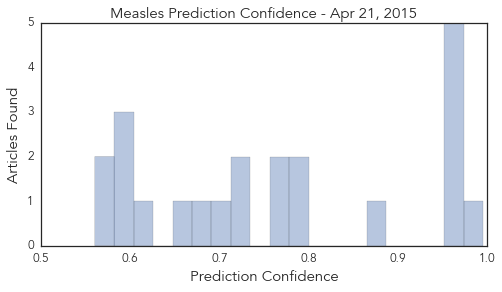 Measles Prediction Confidence - Apr 21, 2015
Articles Found
5
4
3
2
1
0
0.5 0.6 0.7 0.8 0.9 1.0
Prediction Confidence